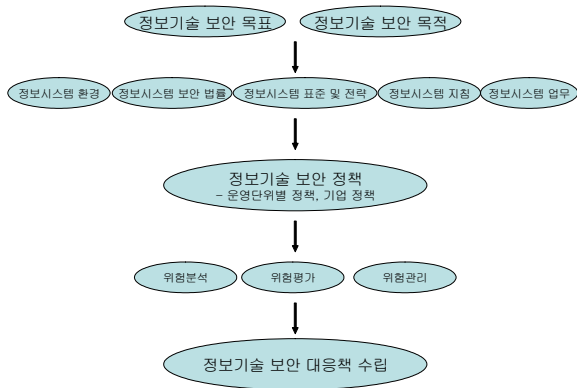 정보기술 보안 목표
정보기술 보안 목적
정보시스템 환경
정보시스템 보안 법률
정보시스템 표준 및 전략
정보시스템 지침
정보시스템 업무
정보기술 보안 정책
- 운영단위별 정책, 기업 정책
위험분석
위험평가
위험관리
정보기술 보안 대응책 수립